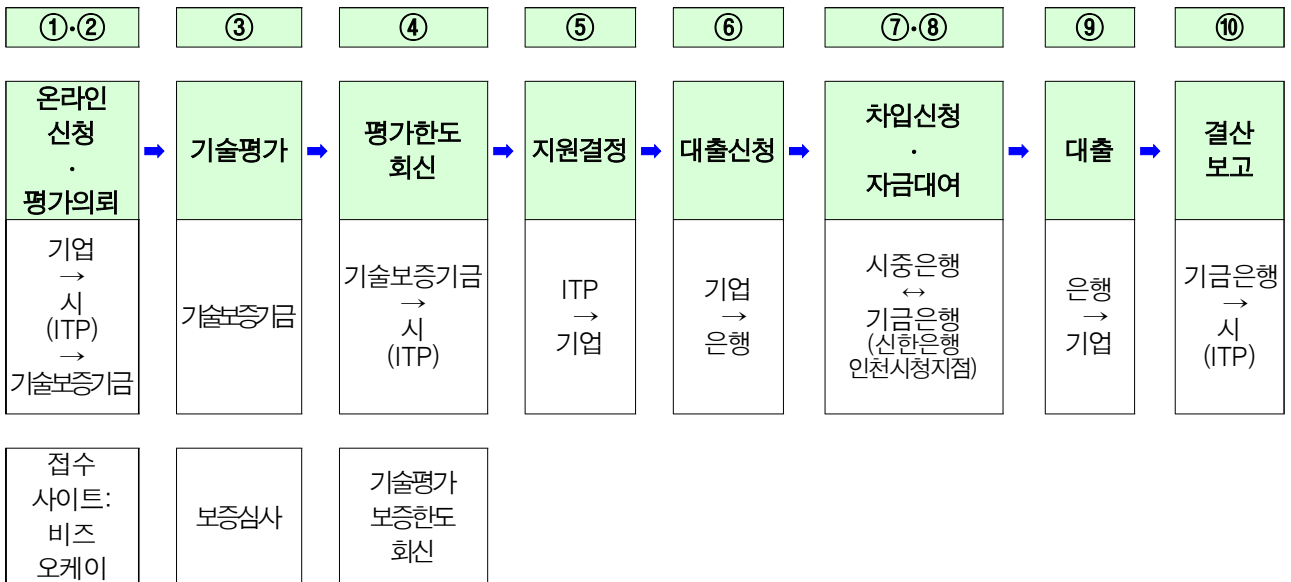 ①·②
③
④
⑤
⑥
⑦·⑧
⑨
⑩
온라인
신청
·
평가의뢰
➡
기술평가
➡
평가한도
회신
➡
지원결정
➡
대출신청
➡
차입신청
·
자금대여
➡
대출
➡
결산
보고
기업
→
시
(ITP)
→
기술보증기금
기술보증기금
기술보증기금
→
시
(ITP)
ITP
→
기업
기업
→
은행
시중은행
↔
기금은행
(신한은행
인천시청지점)
은행
→
기업
기금은행
→
시
(ITP)
접수
사이트:
비즈
오케이
보증심사
기술평가
보증한도
회신